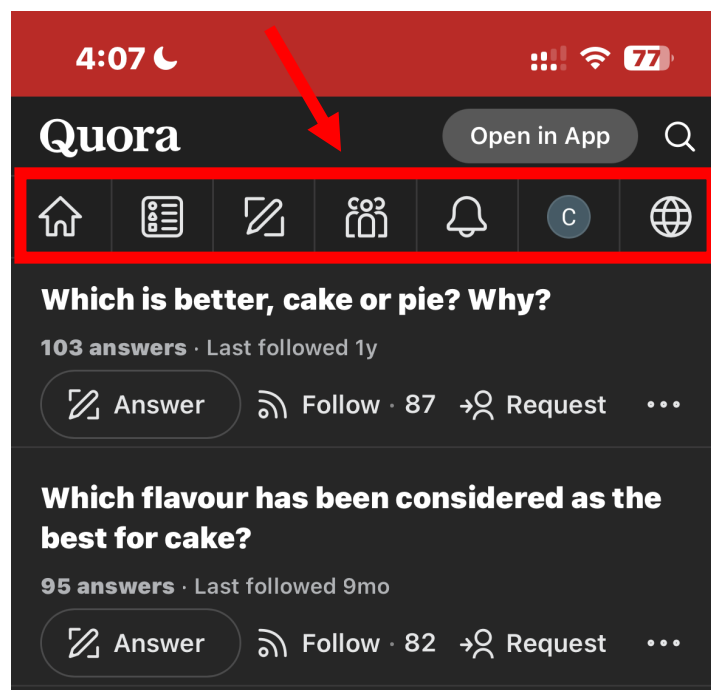 4:07
77
Quora
Open in App
C
Which is better, cake or pie? Why?
103 answers · Last followed 1y
Answer
Follow · 87
Request
Which flavour has been considered as the
best for cake?
95 answers · Last followed 9mo
Answer
Follow · 82
Request